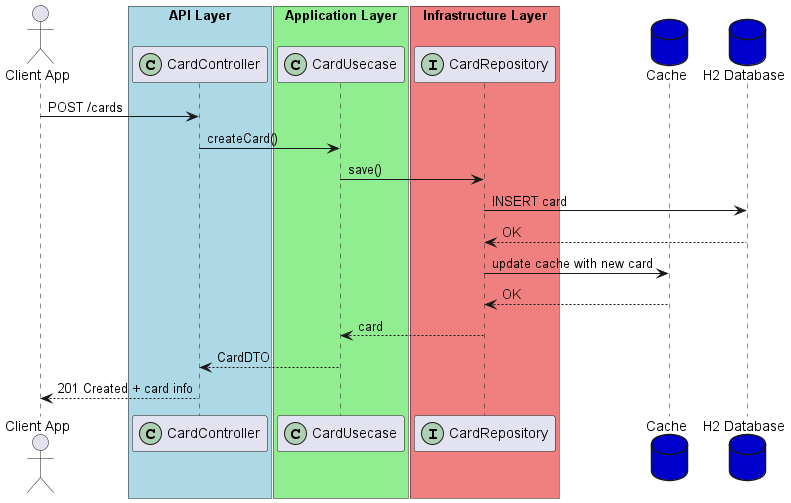 API Layer
Application Layer
Infrastructure Layer
Client App
C CardController
C CardUsecase
I CardRepository
Cache
H2 Database
POST /cards
createCard()
save()
INSERT card
OK
update cache with new card
OK
card
CardDTO
201 Created + card info
Client App
C CardController
C CardUsecase
I CardRepository
Cache
H2 Database